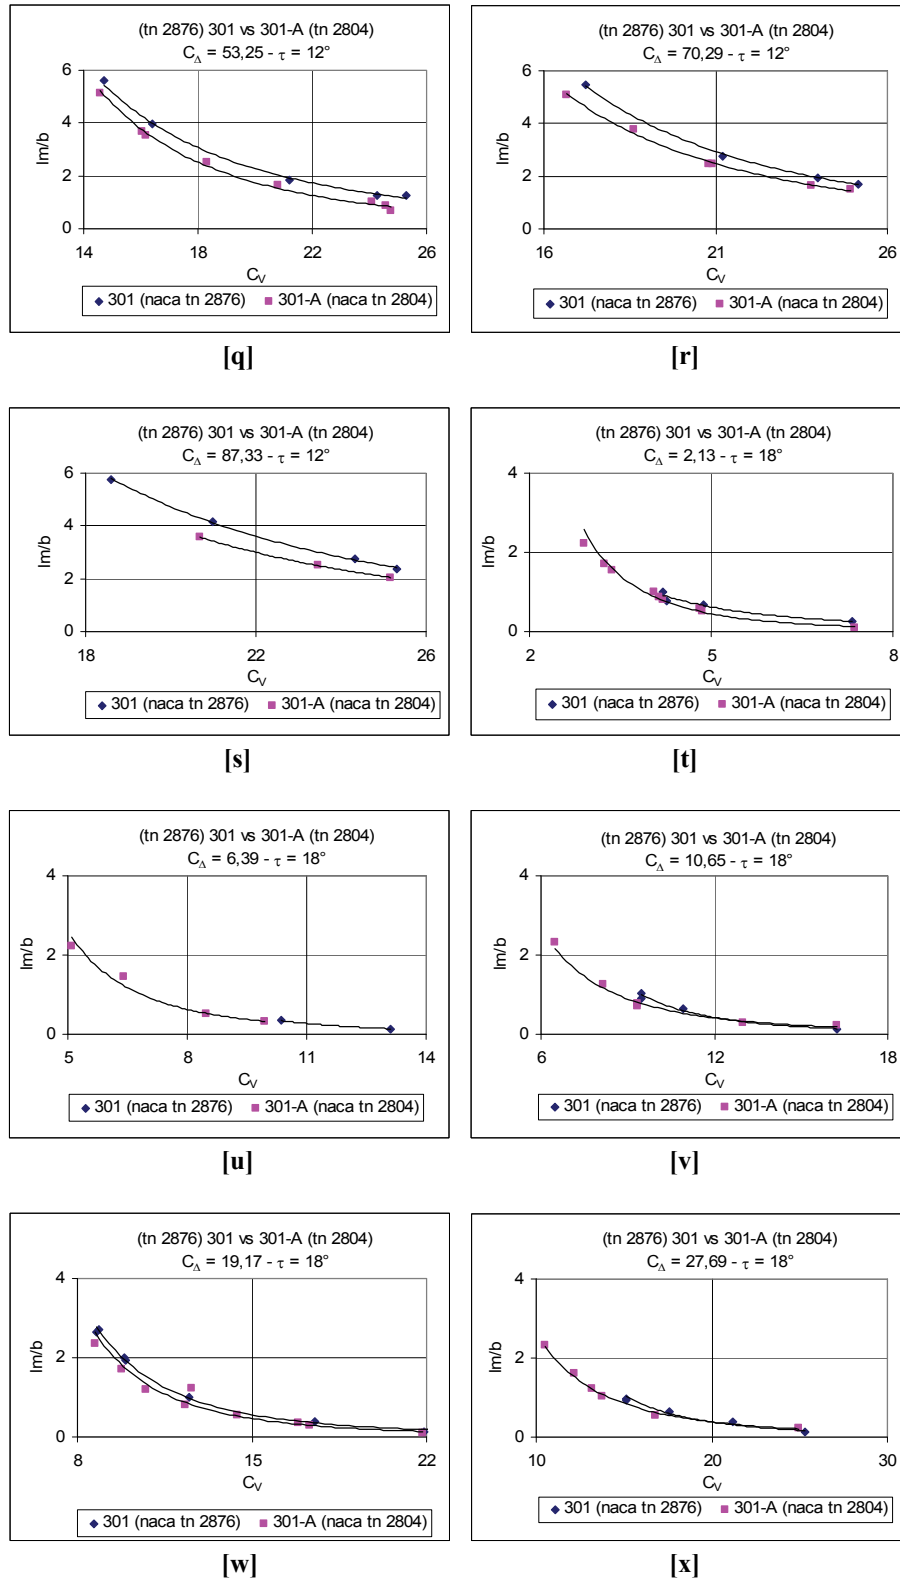 (tn 2876) 301 vs 301-A (tn 2804)
CΔ = 53,25 - τ = 12°
6
4
2
0
lm/b
14
18
22
26
CV
301 (naca tn 2876)
301-A (naca tn 2804)
[q]
(tn 2876) 301 vs 301-A (tn 2804)
CΔ = 70,29 - τ = 12°
6
4
2
0
lm/b
16
21
26
CV
301 (naca tn 2876)
301-A (naca tn 2804)
[r]
(tn 2876) 301 vs 301-A (tn 2804)
CΔ = 87,33 - τ = 12°
6
4
2
0
lm/b
18
22
26
CV
301 (naca tn 2876)
301-A (naca tn 2804)
[s]
(tn 2876) 301 vs 301-A (tn 2804)
CΔ = 2,13 - τ = 18°
4
2
0
lm/b
2
5
8
CV
301 (naca tn 2876)
301-A (naca tn 2804)
[t]
(tn 2876) 301 vs 301-A (tn 2804)
CΔ = 6,39 - τ = 18°
4
2
0
lm/b
5
8
11
14
CV
301 (naca tn 2876)
301-A (naca tn 2804)
[u]
(tn 2876) 301 vs 301-A (tn 2804)
CΔ = 10,65 - τ = 18°
4
2
0
lm/b
6
12
18
CV
301 (naca tn 2876)
301-A (naca tn 2804)
[v]
(tn 2876) 301 vs 301-A (tn 2804)
CΔ = 19,17 - τ = 18°
4
2
0
lm/b
8
15
22
CV
301 (naca tn 2876)
301-A (naca tn 2804)
[w]
(tn 2876) 301 vs 301-A (tn 2804)
CΔ = 27,69 - τ = 18°
4
2
0
lm/b
10
20
30
CV
301 (naca tn 2876)
301-A (naca tn 2804)
[x]